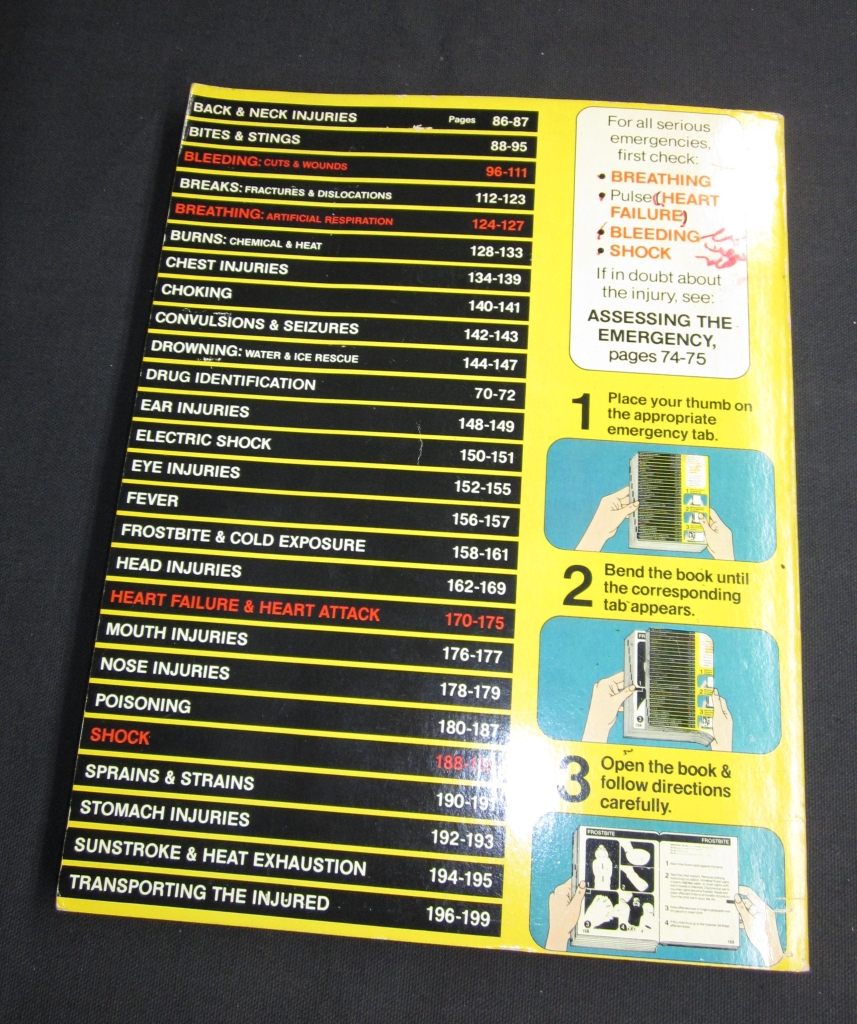 BACK & NECK INJURIES Pages 86-87
BITES & STINGS 88-95
BLEEDING: CUTS & WOUNDS 96-111
BREAKS: FRACTURES & DISLOCATIONS 112-123
BREATHING: ARTIFICIAL RESPIRATION 124-127
BURNS: CHEMICAL & HEAT 128-133
CHEST INJURIES 134-139
CHOKING 140-141
CONVULSIONS & SEIZURES 142-143
DROWNING: WATER & ICE RESCUE 144-147
DRUG IDENTIFICATION 70-72
EAR INJURIES 148-149
ELECTRIC SHOCK 150-151
EYE INJURIES 152-155
FEVER 156-157
FROSTBITE & COLD EXPOSURE 158-161
HEAD INJURIES 162-169
HEART FAILURE & HEART ATTACK 170-175
MOUTH INJURIES 176-177
NOSE INJURIES 178-179
POISONING 180-187
SHOCK
SPRAINS & STRAINS 190-191
STOMACH INJURIES 192-193
SUNSTROKE & HEAT EXHAUSTION 194-195
TRANSPORTING THE INJURED 196-199
For all serious
emergencies,
first check:
• BREATHING
• Pulse (HEART
FAILURE)
• BLEEDING
• SHOCK
If in doubt about
the injury, see:
ASSESSING THE
EMERGENCY,
pages 74-75
1 Place your thumb on
the appropriate
emergency tab.
2 Bend the book until
the corresponding
tab appears.
3 Open the book &
follow directions
carefully.
FROSTBITE FROSTBITE